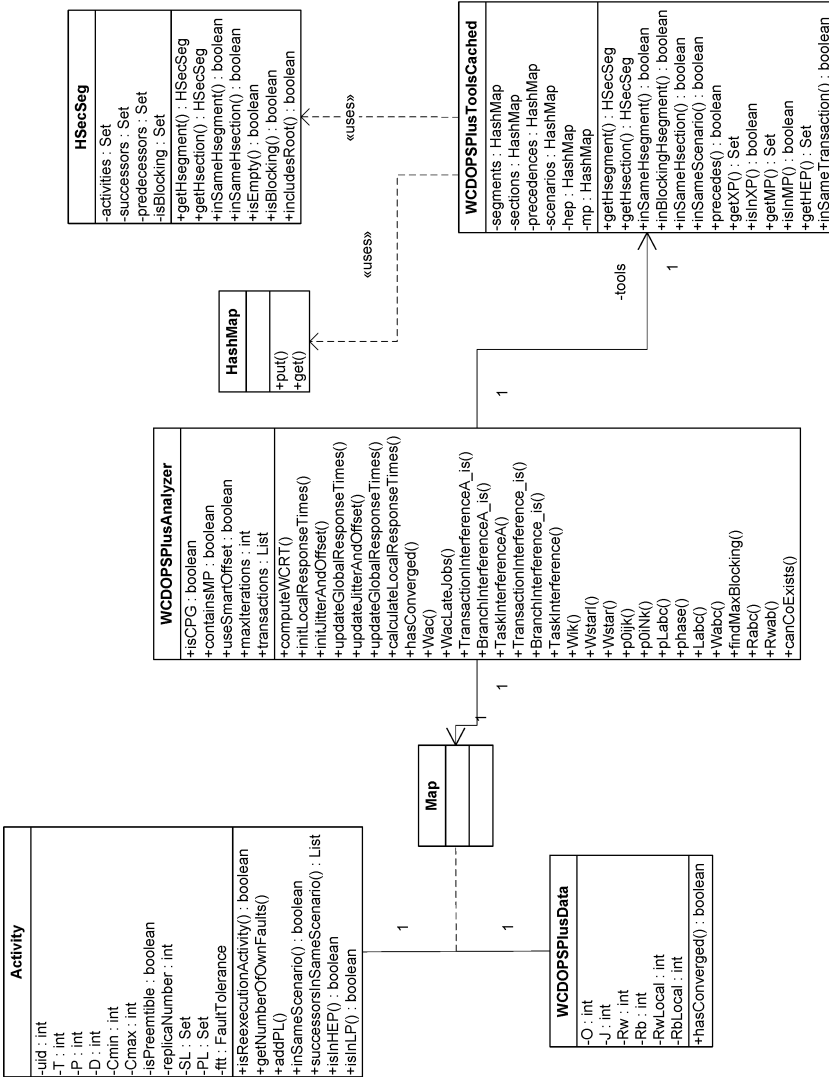 Activity
-uid : int
-T : int
-P : int
-D : int
-Cmin : int
-Cmax : int
-isPreemtible : boolean
-replicaNumber : int
-SL : Set
-PL : Set
-ftt : FaultTolerance
+isReexecutionActivity() : boolean
+getNumberOfOwnFaults()
+addPL()
+inSameScenario() : boolean
+successorsInSameScenario() : List
+isInHEP() : boolean
+isInLP() : boolean
1
1
WCDOPSPlusData
-O : int
-J : int
-Rw : int
-Rb : int
-RwLocal : int
-RbLocal : int
+hasConverged() : boolean
Map
1
1
WCDOPSPlusAnalyzer
+isCPG : boolean
+containsMP : boolean
+useSmartOffset : boolean
+maxIterations : int
+transactions : List
+computeWCRT()
+initLocalResponseTimes()
+initJitterAndOffset()
+updateGlobalResponseTimes()
+updateJitterAndOffset()
+updateGlobalResponseTimes()
+calculateLocalResponseTimes()
+hasConverged()
+Wac()
+WacLateJobs()
+TransactionInterferenceA_is()
+BranchInterferenceA_is()
+TaskInterferenceA()
+TransactionInterference_is()
+BranchInterference_is()
+TaskInterference()
+Wik()
+WstarI()
+Wstar()
+p0ijk()
+p0iNk()
+pLabc()
+phase()
+Labc()
+Wabc()
+findMaxBlocking()
+Rabc()
+Rwab()
+canCoExists()
1
-tools
1
HashMap
+put()
+get()
«uses»
«uses»
HSecSeg
-activities : Set
-successors : Set
-predecessors : Set
-isBlocking : Set
+getHsegment() : HSecSeg
+getHsection() : HSecSeg
+inSameHsegment() : boolean
+inSameHsection() : boolean
+isEmpty() : boolean
+isBlocking() : boolean
+includesRoot() : boolean
WCDOPSPlusToolsCached
-segments : HashMap
-sections : HashMap
-precedences : HashMap
-scenarios : HashMap
-hep : HashMap
-mp : HashMap
+getHsegment() : HSecSeg
+getHsection() : HSecSeg
+inSameHsegment() : boolean
+inBlockingHsegment() : boolean
+inSameHsection() : boolean
+inSameScenario() : boolean
+precedes() : boolean
+getXP() : Set
+isInXP() : boolean
+getMP() : Set
+isInMP() : boolean
+getHEP() : Set
+inSameTransaction() : boolean